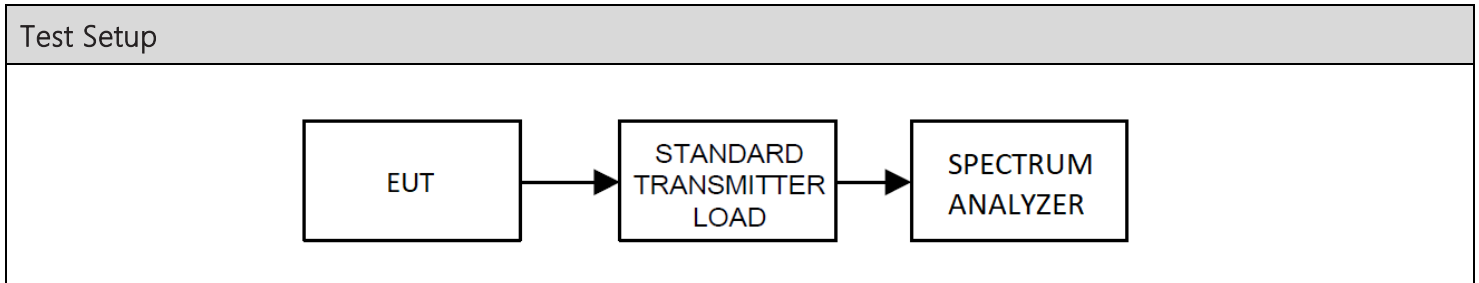 Test Setup
EUT
STANDARD
TRANSMITTER
LOAD
SPECTRUM
ANALYZER